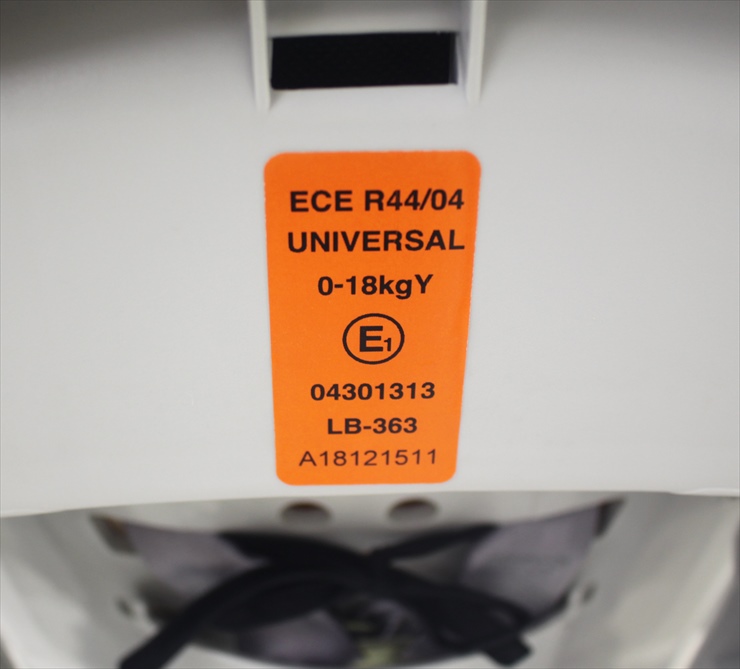 ECE R44/04
UNIVERSAL
0-18kgY
E1
04301313
LB-363
A18121511